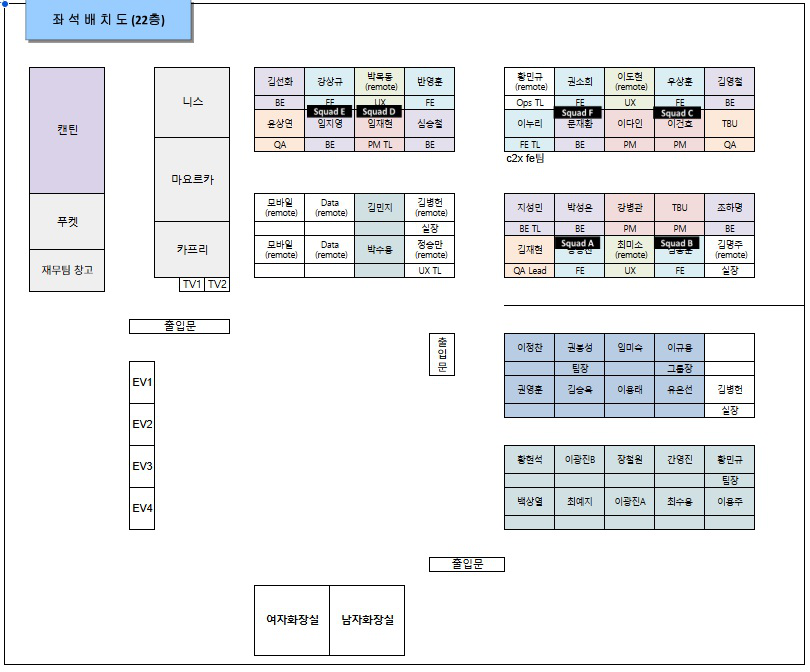 좌 석 배 치 도 (22층)
김선화 강상규 박목동 (remote) 반영훈
BE FE UX FE
Squad E Squad D
윤상연 임지영 임재현 심승철
QA BE PM TL BE
황민규 (remote) 권소희 이도현 (remote) 우상훈 김영철
Ops TL FE UX FE BE
Squad F Squad C
이누리 문재환 이다인 이건호 TBU
FE TL BE PM PM QA
c2x fe팀
캔틴
푸켓
재무팀 창고
니스
마요르카
카프리
TV1 TV2
모바일 (remote) Data (remote) 김민지 김병헌 (remote)
실장
모바일 (remote) Data (remote) 박수용 정승만 (remote)
UX TL
지성민 박성은 강병관 TBU 조하명
BE TL BE PM PM BE
Squad A Squad B
김재현 최미소 (remote) 김명주 (remote)
QA Lead FE UX FE 실장
출입문
출입문
EV1
EV2
EV3
EV4
이정찬 권봉성 임미숙 이규용
팀장 그룹장
권영훈 김승욱 이용래 유은선 김병헌
실장
황현석 이광진B 장철원 간영진 황민규
팀장
백상열 최예지 이광진A 최수용 이용주
출입문
여자화장실 남자화장실